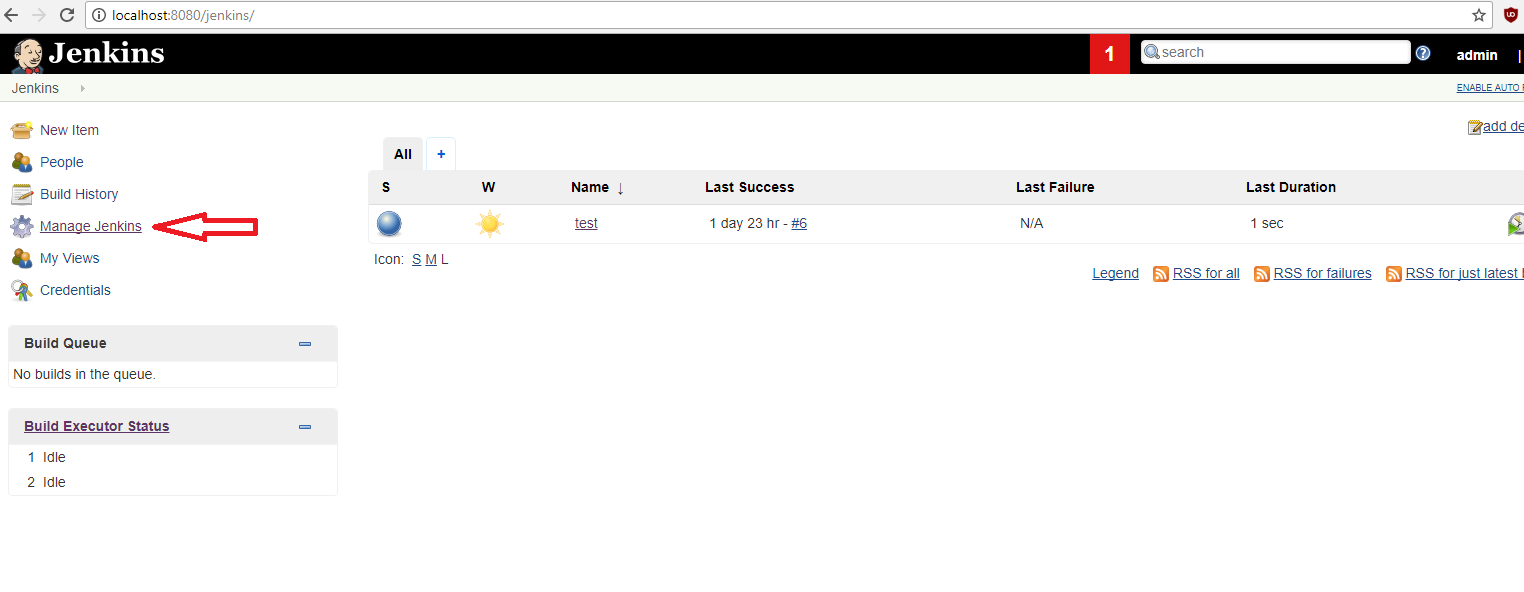 localhost:8080/jenkins/
Jenkins
1
search
?
admin |
Jenkins
ENABLE AUTO
New Item
People
Build History
Manage Jenkins
My Views
Credentials
add de
All
+
S W Name ↓ Last Success Last Failure Last Duration
test 1 day 23 hr - #6 N/A 1 sec
Icon: S M L
Legend RSS for all RSS for failures RSS for just latest
Build Queue
No builds in the queue.
Build Executor Status
1 Idle
2 Idle